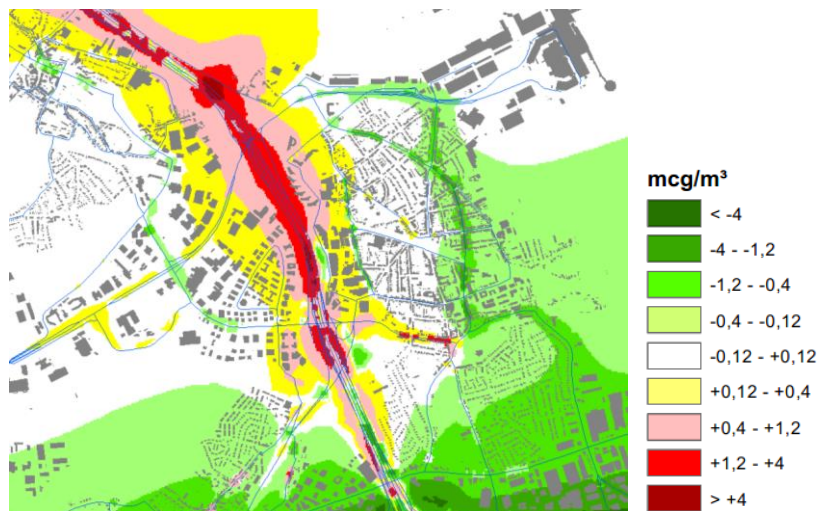 mcg/m³
< -4
-4 - -1,2
-1,2 - -0,4
-0,4 - -0,12
-0,12 - +0,12
+0,12 - +0,4
+0,4 - +1,2
+1,2 - +4
> +4